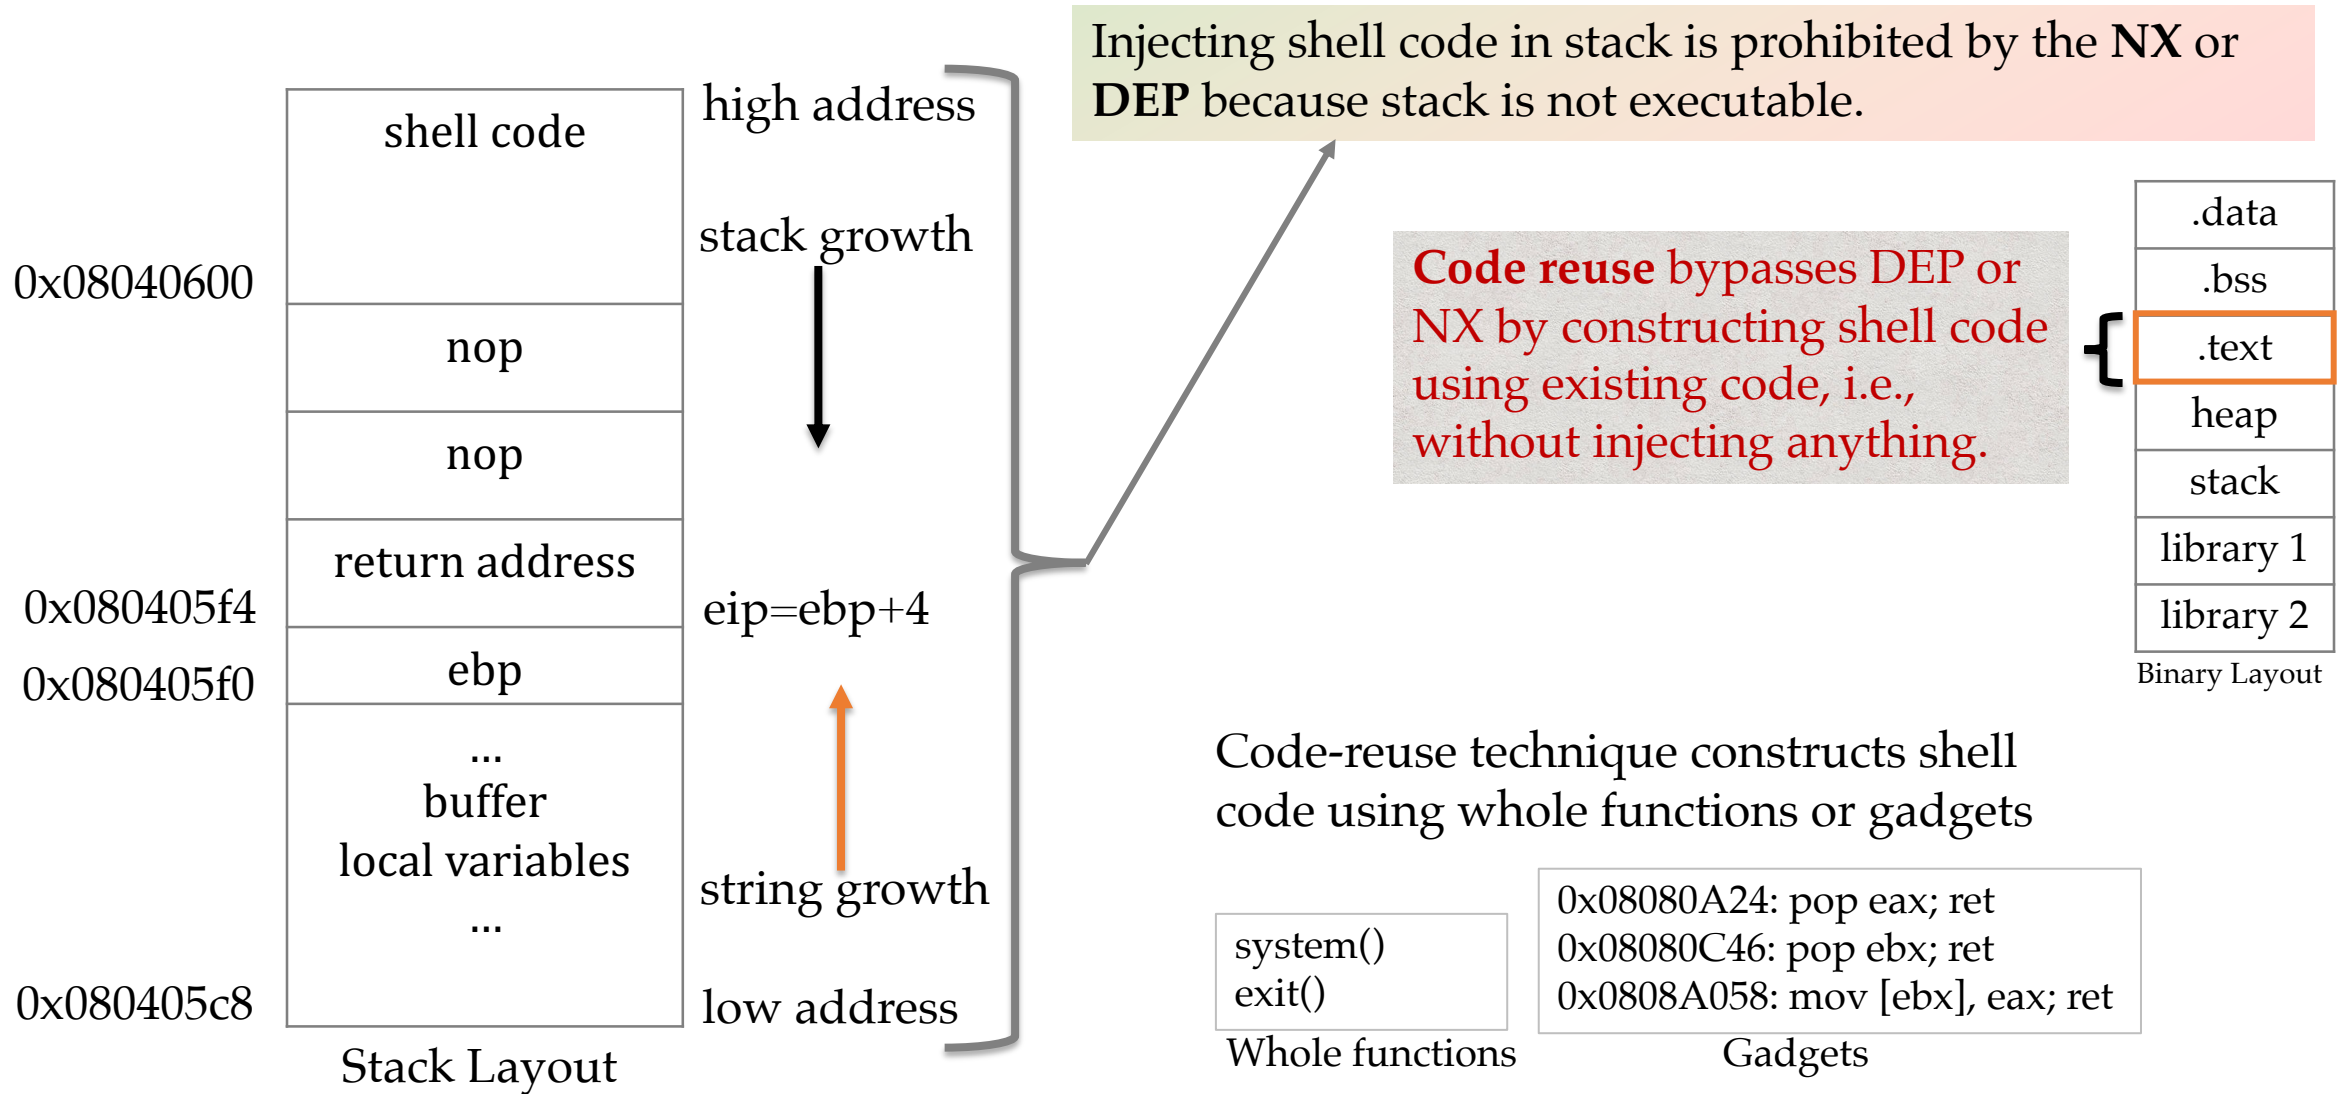 Injecting shell code in stack is prohibited by the NX or
DEP because stack is not executable.
high address
shell code
stack growth
0x08040600
nop
nop
return address
0x080405f4
eip=ebp+4
ebp
0x080405f0
...
buffer
local variables
...
string growth
0x080405c8
low address
Stack Layout
Code reuse bypasses DEP or
NX by constructing shell code
using existing code, i.e.,
without injecting anything.
.data
.bss
.text
heap
stack
library 1
library 2
Binary Layout
Code-reuse technique constructs shell
code using whole functions or gadgets
system()
exit()
Whole functions
0x08080A24: pop eax; ret
0x08080C46: pop ebx; ret
0x0808A058: mov [ebx], eax; ret
Gadgets